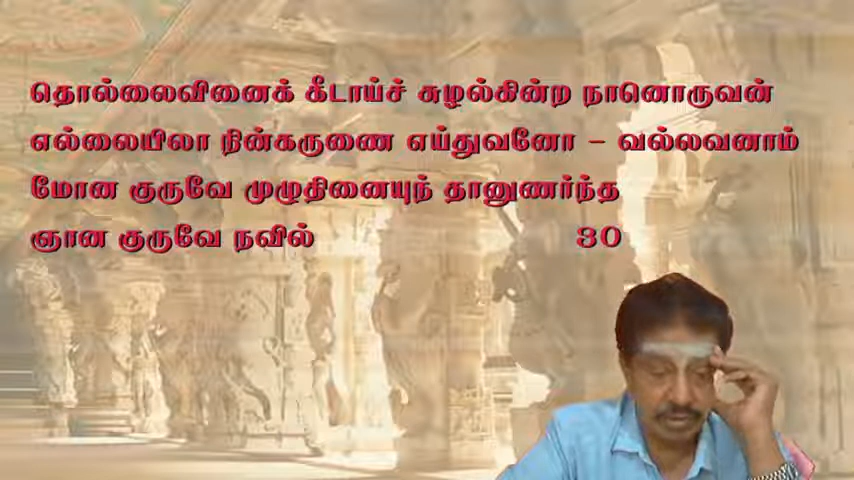 தொல்லைவினைக் கீடாய்ச் சுழல்கின்ற நானொருவன்
எல்லையிலா நின்கருணை எய்துவனோ – வல்லவனாம்
மோன குருவே முழுதினையுந் தானுணர்ந்த
ஞான குருவே நவில் 30